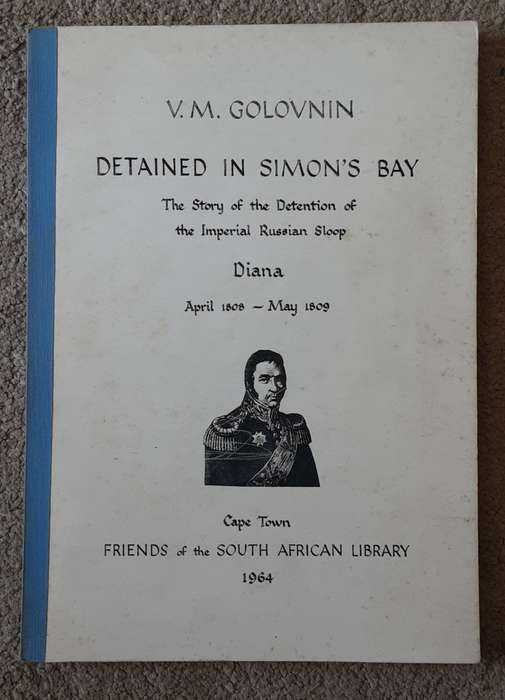 V. M. GOLOVNIN
DETAINED IN SIMON'S BAY
The Story of the Detention of
the Imperial Russian Sloop
Diana
April 1808 – May 1809
Cape Town
FRIENDS of the SOUTH AFRICAN LIBRARY
1964